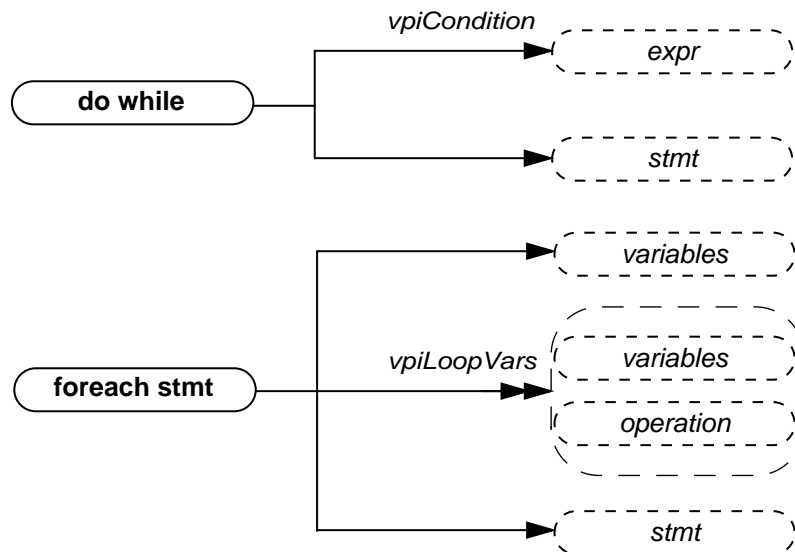 vpiCondition
expr
do while
stmt
variables
vpiLoopVars
variables
foreach stmt
operation
stmt